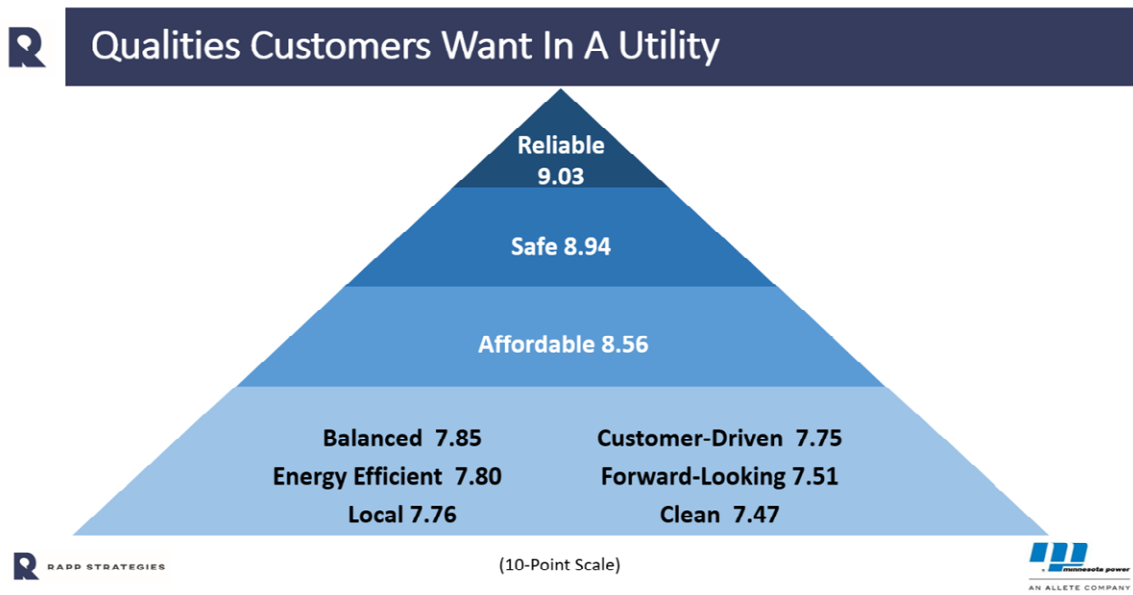 R
Qualities Customers Want In A Utility
Reliable
9.03
Safe 8.94
Affordable 8.56
Balanced 7.85
Energy Efficient 7.80
Local 7.76
Customer-Driven 7.75
Forward-Looking 7.51
Clean 7.47
R RAPP STRATEGIES
(10-Point Scale)
mp
minnesota power
AN ALLETE COMPANY